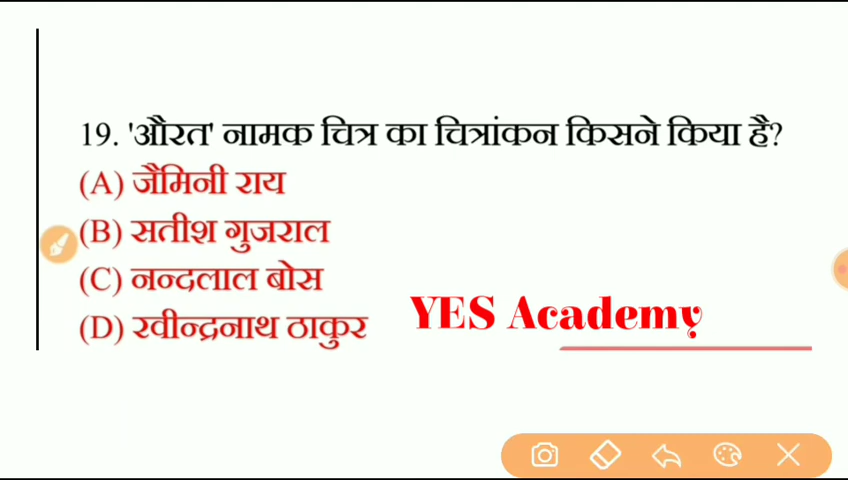 19. 'औरत' नामक चित्र का चित्रांकन किसने किया है?
(A) जैमिनी राय
(B) सतीश गुजराल
(C) नन्दलाल बोस
(D) रवीन्द्रनाथ ठाकुर
YES Academy